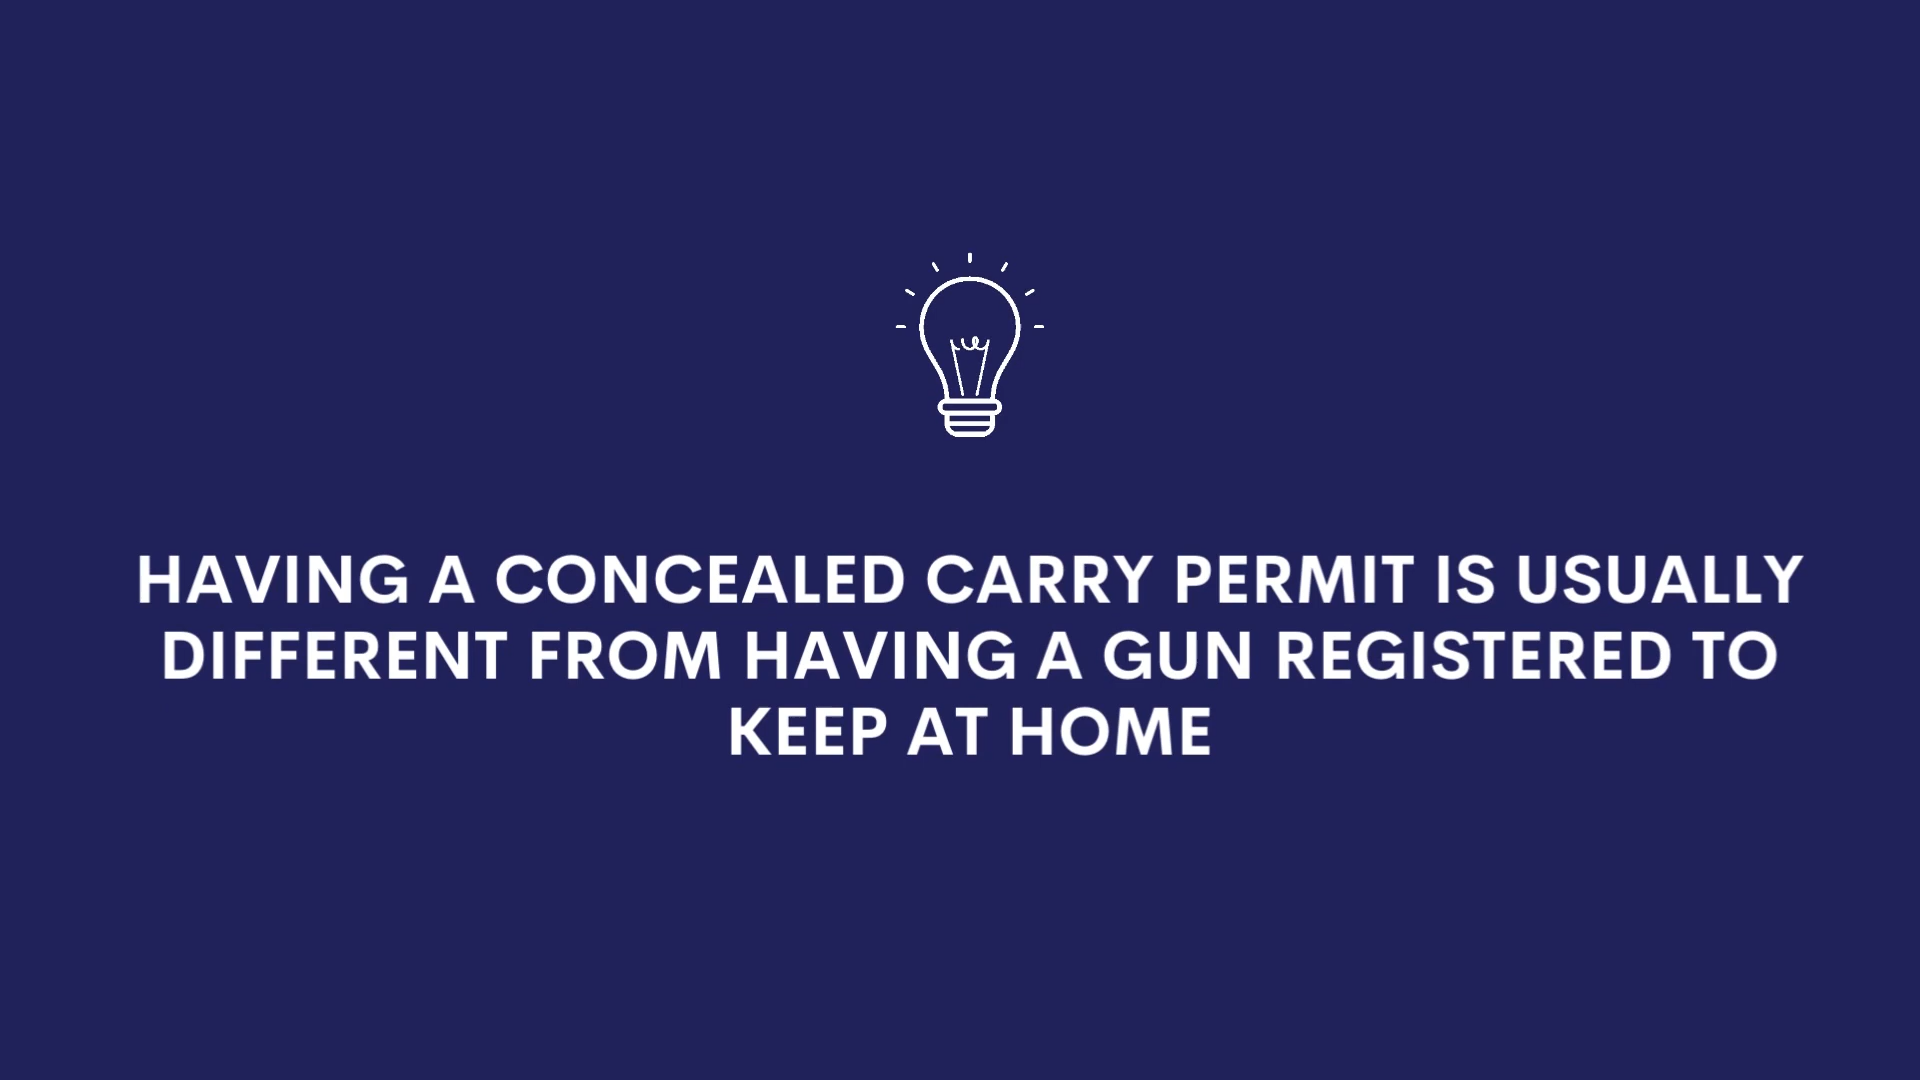 HAVING A CONCEALED CARRY PERMIT IS USUALLY
DIFFERENT FROM HAVING A GUN REGISTERED TO
KEEP AT HOME